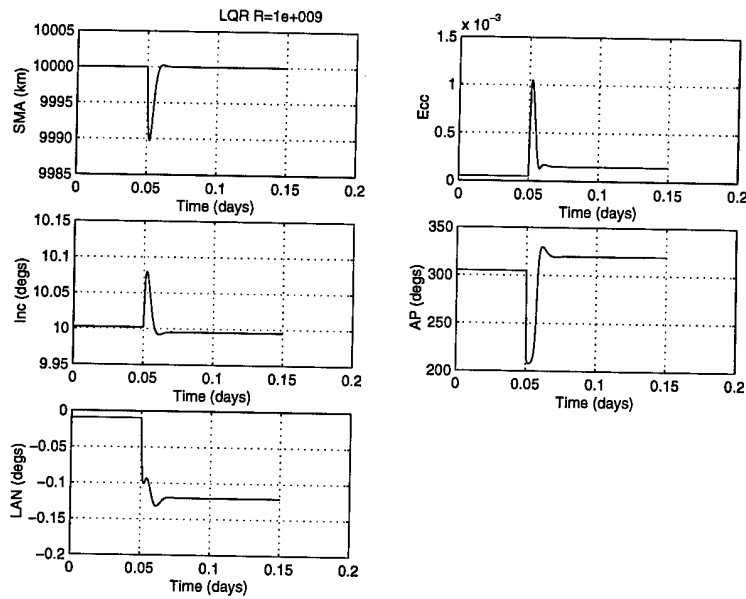 LQR R=1e+009
10005
10000
9995
9990
9985
SMA (km)
0 0.05 0.1 0.15 0.2
Time (days)
x 10⁻³
1.5
1
0.5
0
Ecc
0 0.05 0.1 0.15 0.2
Time (days)
10.15
10.1
10.05
10
9.95
Inc (degs)
0 0.05 0.1 0.15 0.2
Time (days)
350
300
250
200
AP (degs)
0 0.05 0.1 0.15 0.2
Time (days)
0
−0.05
−0.1
−0.15
−0.2
LAN (degs)
0 0.05 0.1 0.15 0.2
Time (days)